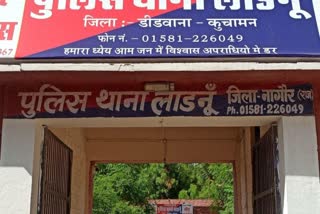 पुलिस थाना लाडनूँ
जिला :- डीडवाना - कुचामन
फोन नं. - 01581-226049
हमारा ध्येय आम जन में विश्वास अपराधियो मे डर
पुलिस थाना लाडनूँ जिला-नागौर (राज)
Ph. 01581-226049